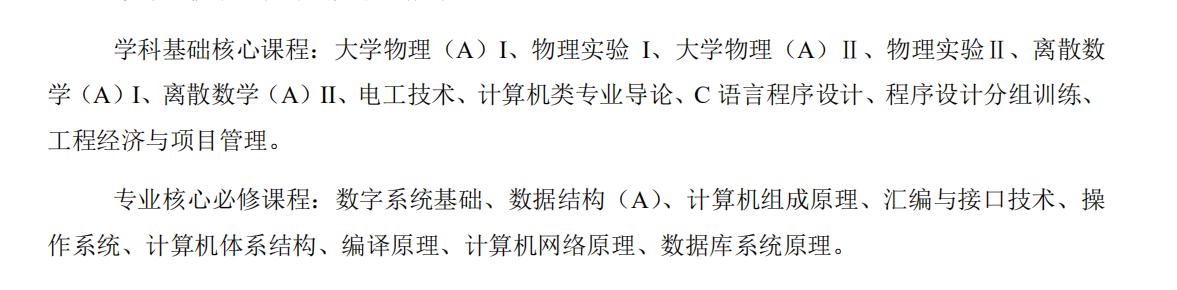 学科基础核心课程：大学物理（A）I、物理实验 I、大学物理（A）Ⅱ、物理实验Ⅱ、离散数
学（A）I、离散数学（A）II、电工技术、计算机类专业导论、C 语言程序设计、程序设计分组训练、
工程经济与项目管理。
专业核心必修课程：数字系统基础、数据结构（A）、计算机组成原理、汇编与接口技术、操
作系统、计算机体系结构、编译原理、计算机网络原理、数据库系统原理。